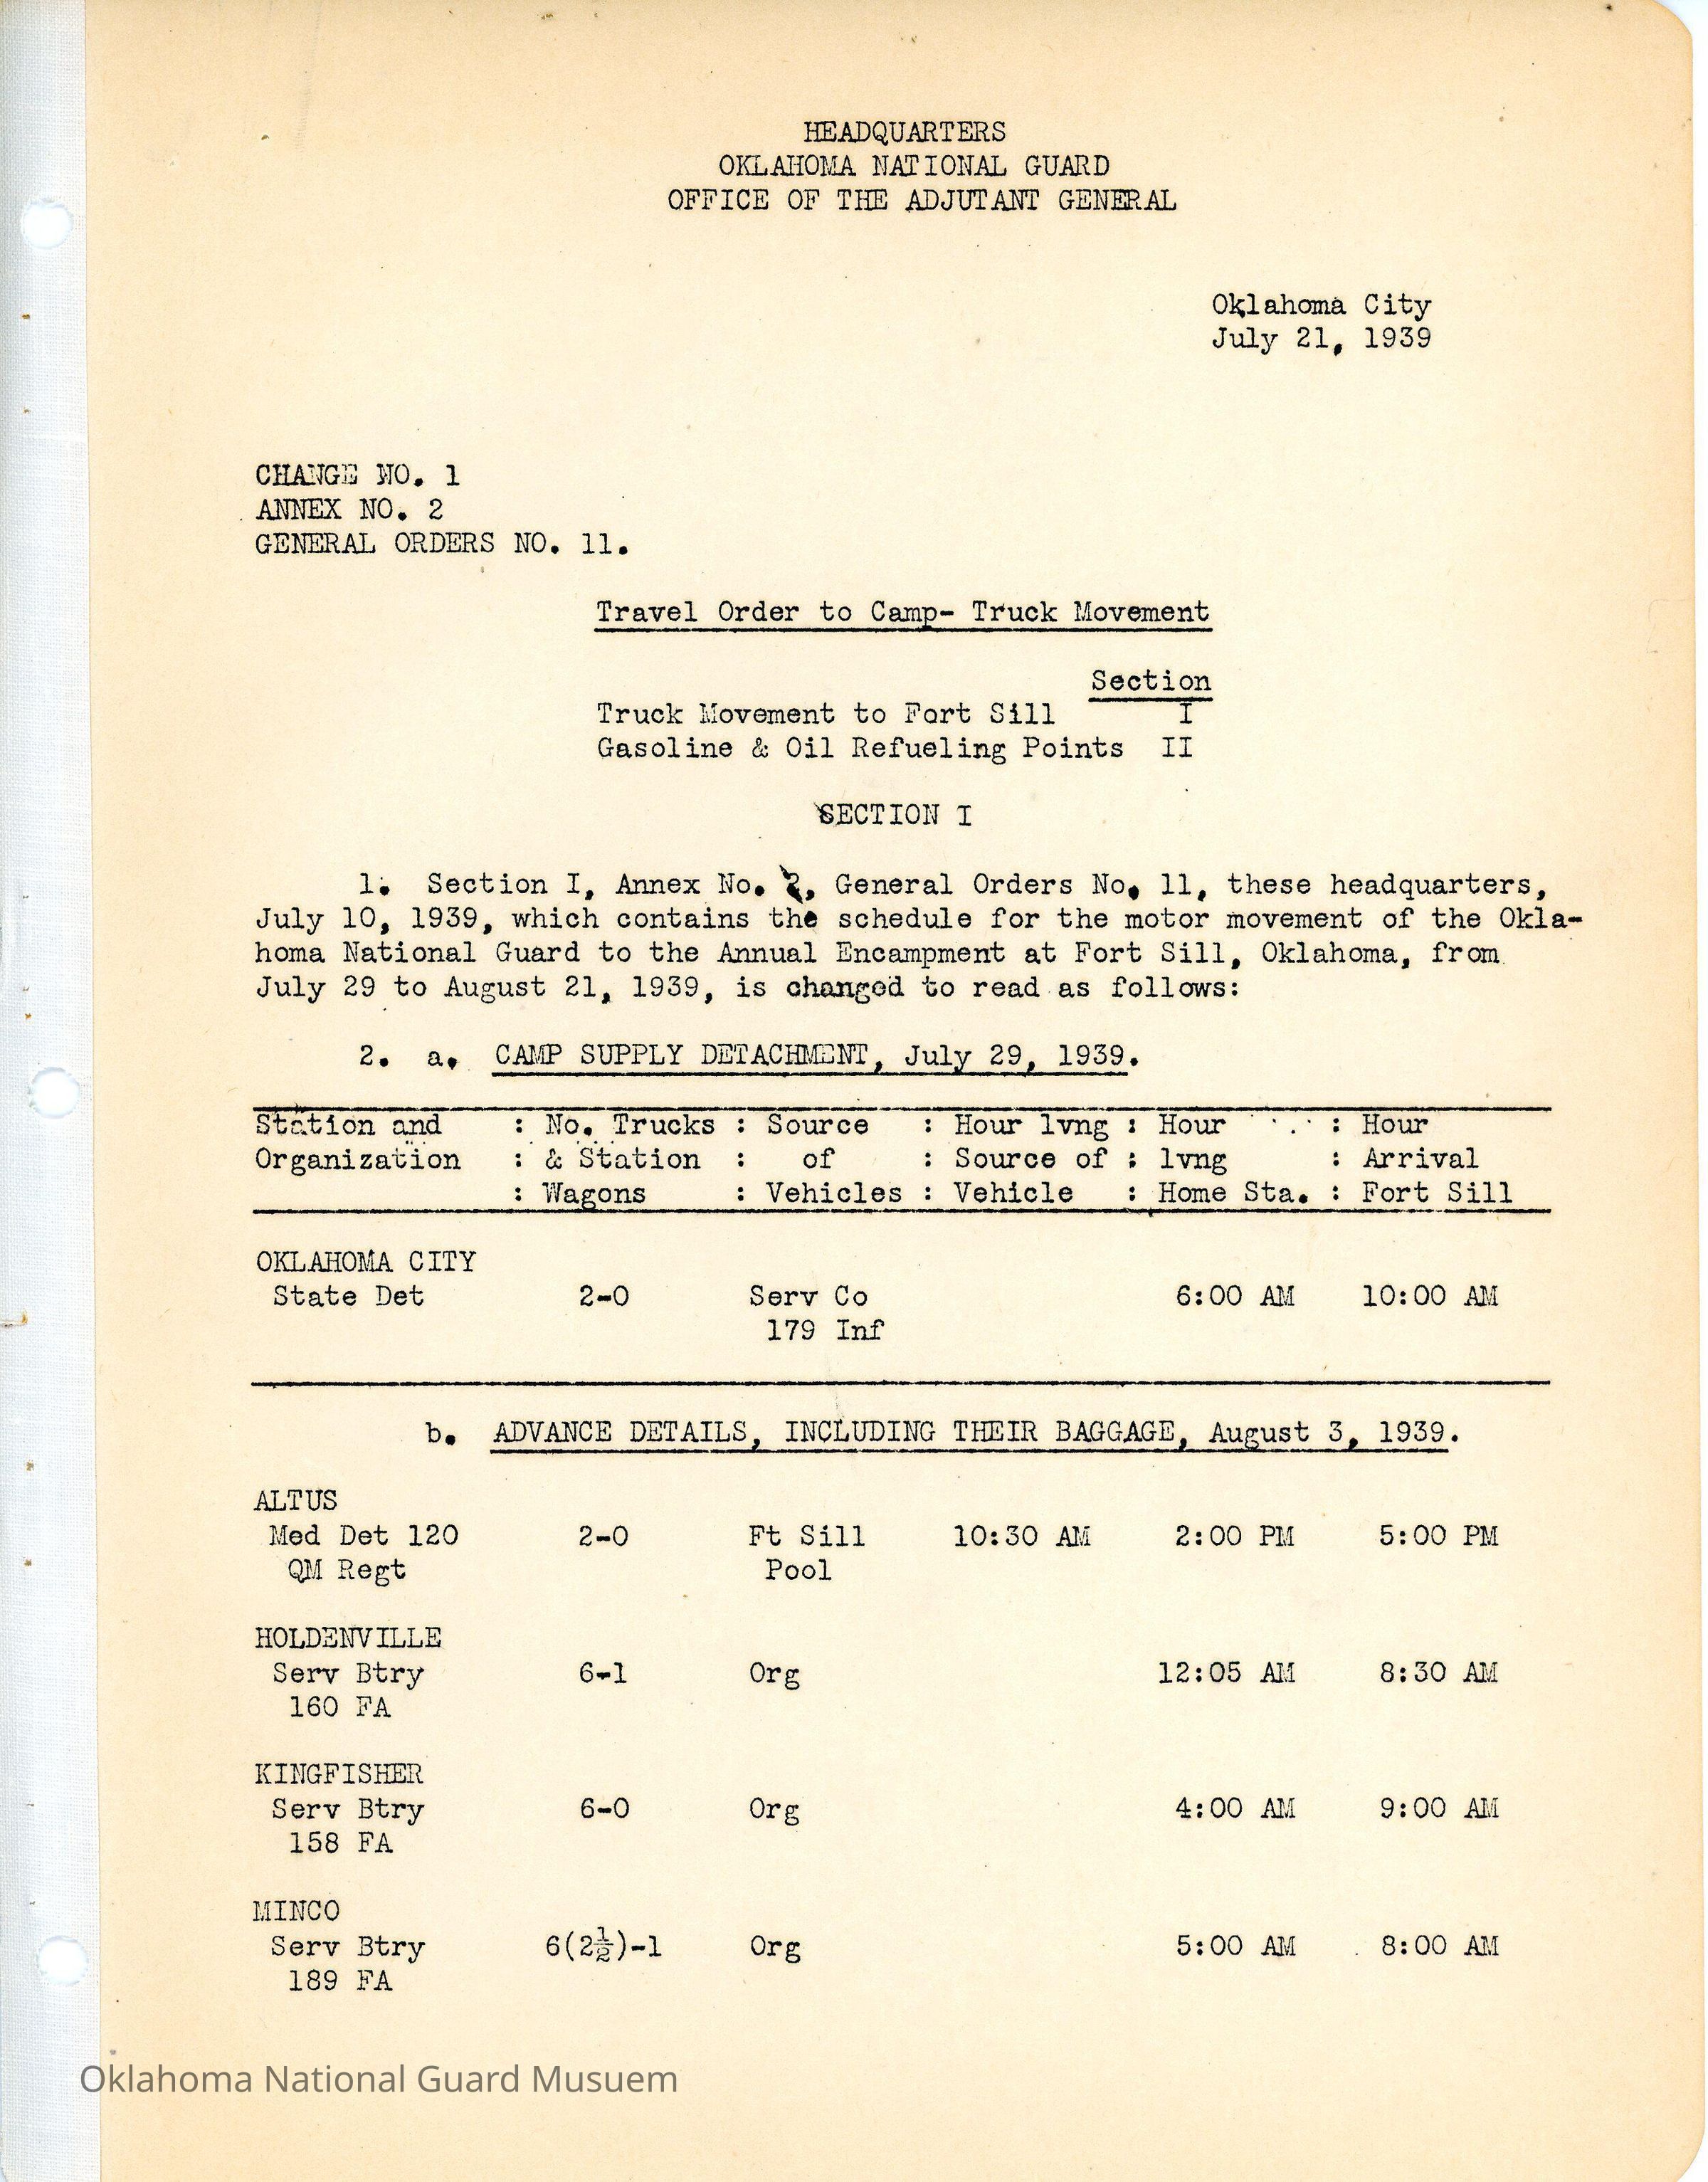 HEADQUARTERS
OKLAHOMA NATIONAL GUARD
OFFICE OF THE ADJUTANT GENERAL
Oklahoma City
July 21, 1939
CHANGE NO. 1
ANNEX NO. 2
GENERAL ORDERS NO. 11.
Travel Order to Camp- Truck Movement
Section
Truck Movement to Fort Sill I
Gasoline & Oil Refueling Points II
SECTION I
1. Section I, Annex No. 2, General Orders No. 11, these headquarters,
July 10, 1939, which contains the schedule for the motor movement of the Okla-
homa National Guard to the Annual Encampment at Fort Sill, Oklahoma, from
July 29 to August 21, 1939, is changed to read as follows:
2. a. CAMP SUPPLY DETACHMENT, July 29, 1939.
Station and : No. Trucks : Source : Hour lvng : Hour : Hour
Organization : & Station : of : Source of : lvng : Arrival
: Wagons : Vehicles : Vehicle : Home Sta. : Fort Sill
OKLAHOMA CITY
State Det 2-0 Serv Co 6:00 AM 10:00 AM
179 Inf
b. ADVANCE DETAILS, INCLUDING THEIR BAGGAGE, August 3, 1939.
ALTUS
Med Det 120 2-0 Ft Sill 10:30 AM 2:00 PM 5:00 PM
QM Regt Pool
HOLDENVILLE
Serv Btry 6-1 Org 12:05 AM 8:30 AM
160 FA
KINGFISHER
Serv Btry 6-0 Org 4:00 AM 9:00 AM
158 FA
MINCO
Serv Btry 6(2½)-1 Org 5:00 AM 8:00 AM
189 FA
Oklahoma National Guard Musuem